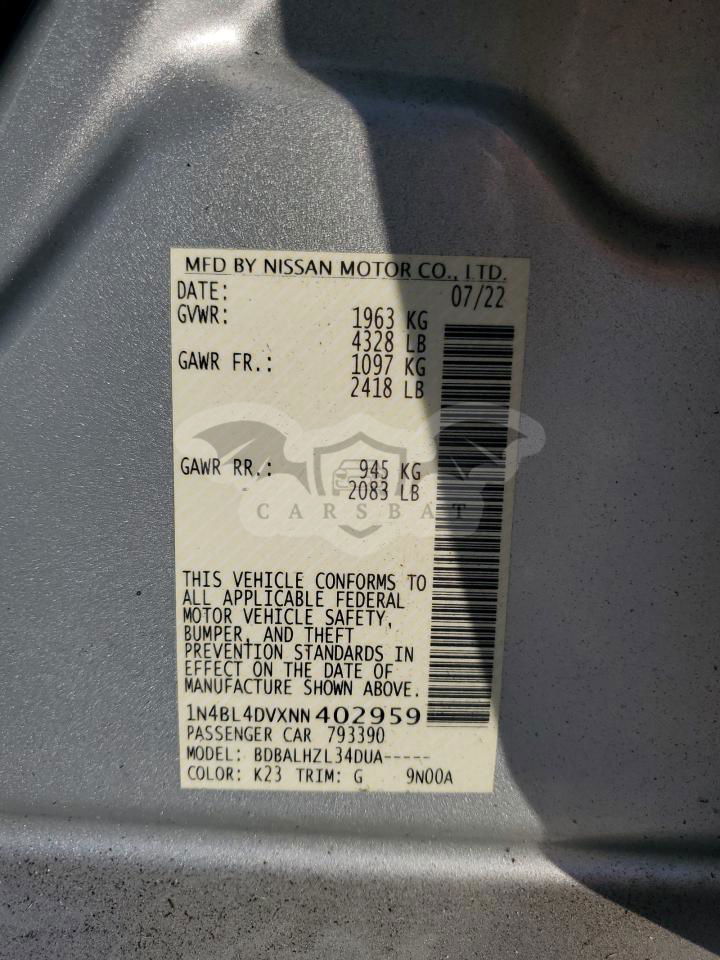 MFD BY NISSAN MOTOR CO., LTD.
DATE: 07/22
GVWR: 1963 KG
4328 LB
GAWR FR.: 1097 KG
2418 LB
GAWR RR.: 945 KG
2083 LB
CARSBAT
THIS VEHICLE CONFORMS TO
ALL APPLICABLE FEDERAL
MOTOR VEHICLE SAFETY,
BUMPER, AND THEFT
PREVENTION STANDARDS IN
EFFECT ON THE DATE OF
MANUFACTURE SHOWN ABOVE.
1N4BL4DVXNN402959
PASSENGER CAR 793390
MODEL: BDBALHZL34DUA-----
COLOR: K23 TRIM: G 9N00A